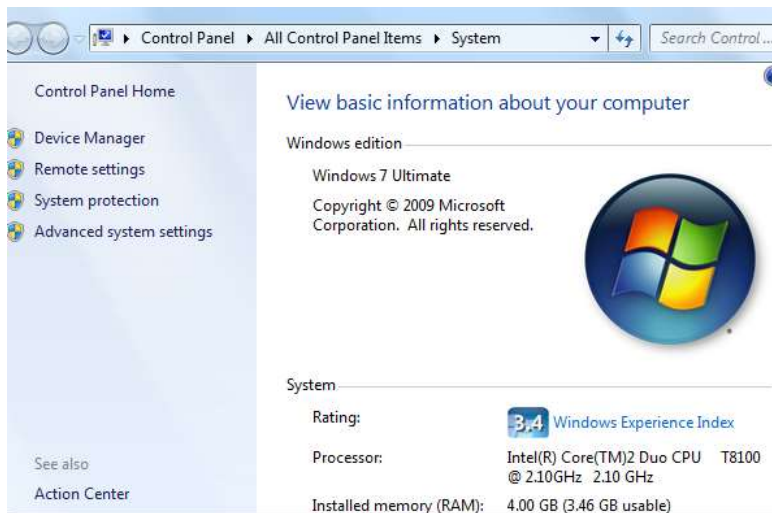 Control Panel ▸ All Control Panel Items ▸ System
Search Control ...
Control Panel Home
Device Manager
Remote settings
System protection
Advanced system settings
See also
Action Center
View basic information about your computer
Windows edition
Windows 7 Ultimate
Copyright © 2009 Microsoft
Corporation. All rights reserved.
System
Rating:
3.4 Windows Experience Index
Processor:
Intel(R) Core(TM)2 Duo CPU T8100
@ 2.10GHz 2.10 GHz
Installed memory (RAM):
4.00 GB (3.46 GB usable)